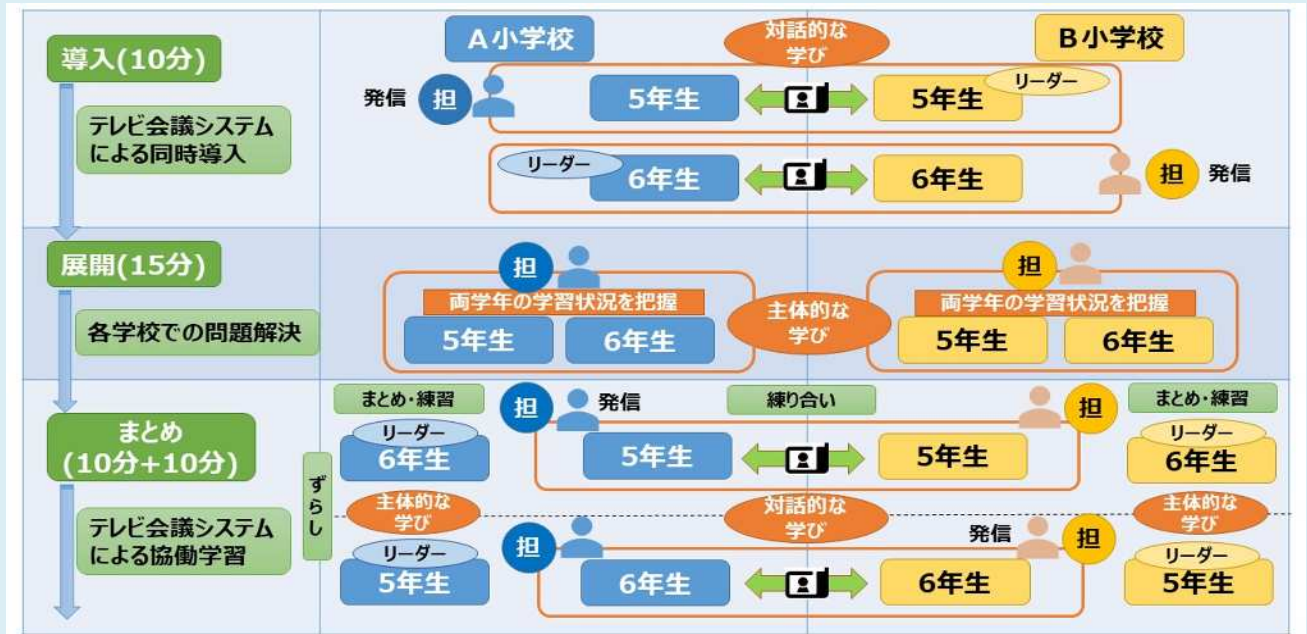 A小学校
対話的な
学び
B小学校
導入(10分)
発信
担
5年生
5年生
リーダー
テレビ会議システム
による同時導入
リーダー
6年生
6年生
担
発信
展開(15分)
担
担
両学年の学習状況を把握
両学年の学習状況を把握
各学校での問題解決
5年生
6年生
主体的な
学び
5年生
6年生
まとめ・練習
担
発信
練り合い
担
まとめ・練習
まとめ
(10分+10分)
リーダー
6年生
5年生
5年生
リーダー
6年生
ずらし
主体的な
学び
対話的な
学び
主体的な
学び
テレビ会議システム
による協働学習
担
発信
担
リーダー
5年生
6年生
6年生
リーダー
5年生